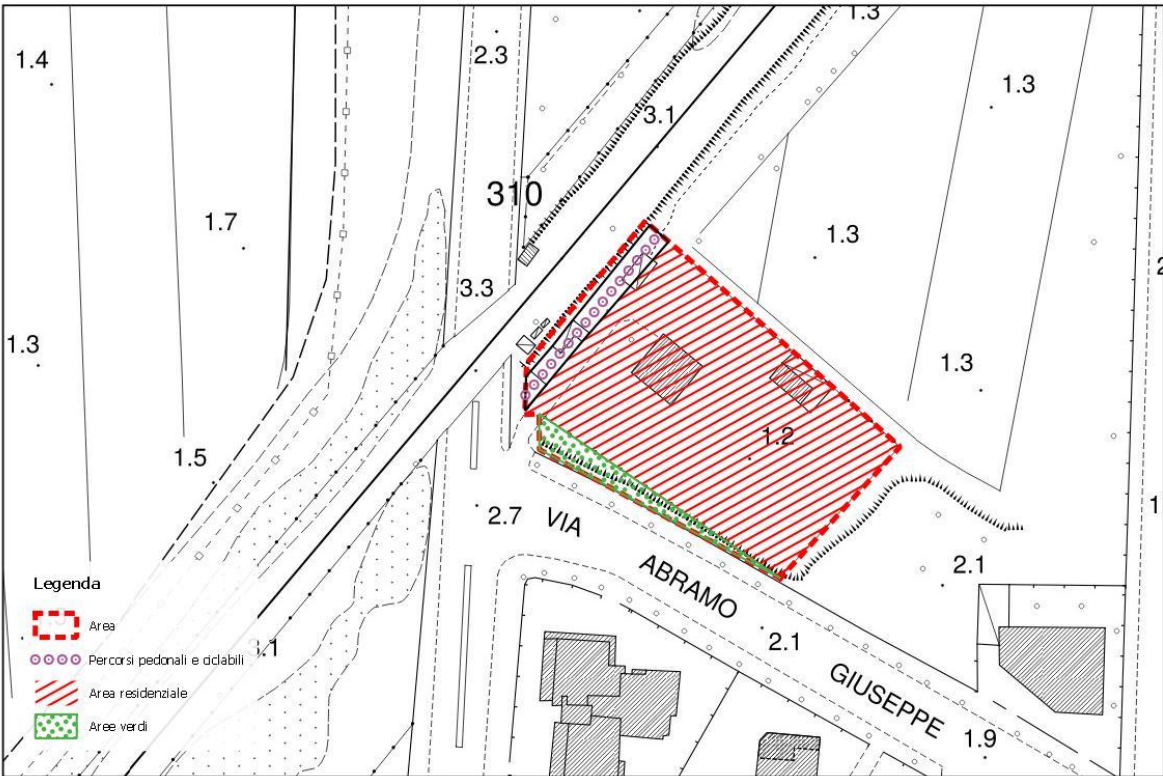 1.3
1.4
2.3
1.3
3.1
310
1.7
1.3
3.3
1.3
1.3
1.2
1.5
2.7
VIA
ABRAMO
2.1
2.1
GIUSEPPE
1.9
Legenda
Area
Percorsi pedonali e ciclabili
Area residenziale
Aree verdi